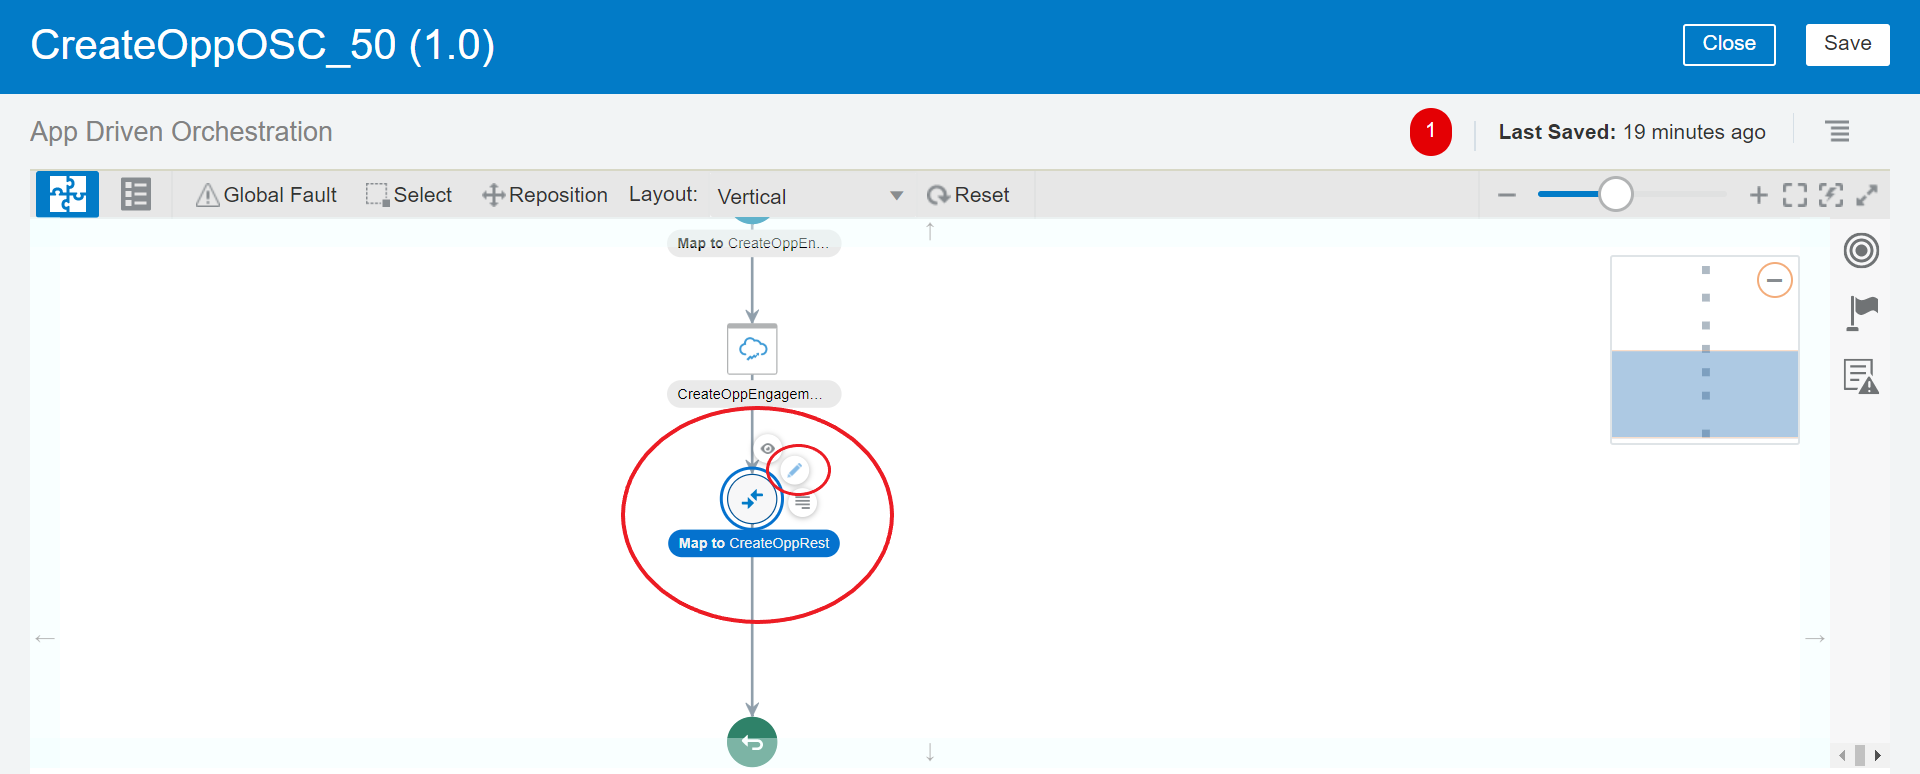 CreateOppOSC_50 (1.0)
Close
Save
App Driven Orchestration
1
Last Saved: 19 minutes ago
Global Fault
Select
Reposition
Layout:
Vertical
Reset
Map to CreateOppEn...
CreateOppEngagem...
Map to CreateOppRest